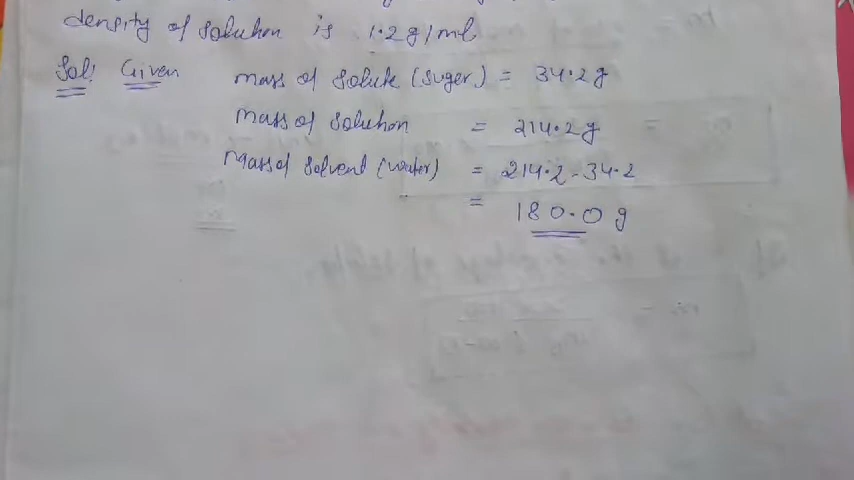 density of solution is 1.2 g/ml
Sol: Given mass of solute (suger) = 34.2 g
mass of solution = 214.2 g
mass of solvent (water) = 214.2 - 34.2
= 180.0 g